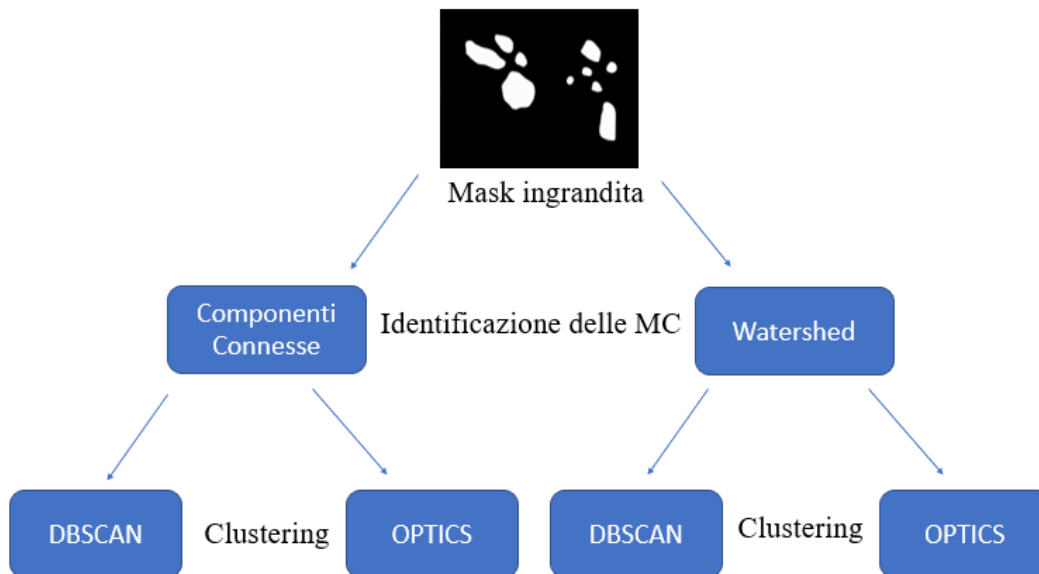 Mask ingrandita
Componenti
Connesse
Identificazione delle MC
Watershed
DBSCAN
Clustering
OPTICS
DBSCAN
Clustering
OPTICS